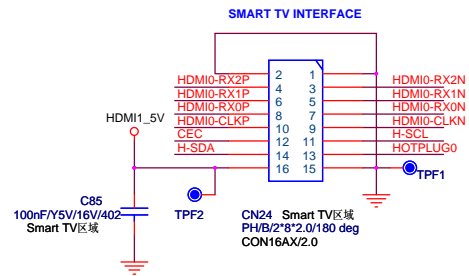 SMART TV INTERFACE
HDMI0-RX2P 2 1 HDMI0-RX2N
HDMI0-RX1P 4 3 HDMI0-RX1N
HDMI0-RX0P 6 5 HDMI0-RX0N
HDMI0-CLKP 8 7 HDMI0-CLKN
HDMI1_5V
CEC 10 9 H-SCL
H-SDA 12 11 HOTPLUG0
14 13
16 15
TPF1
C85
100nF/Y5V/16V/402
Smart TV区域
TPF2
CN24 Smart TV区域
PH/B/2*8*2.0/180 deg
CON16AX/2.0